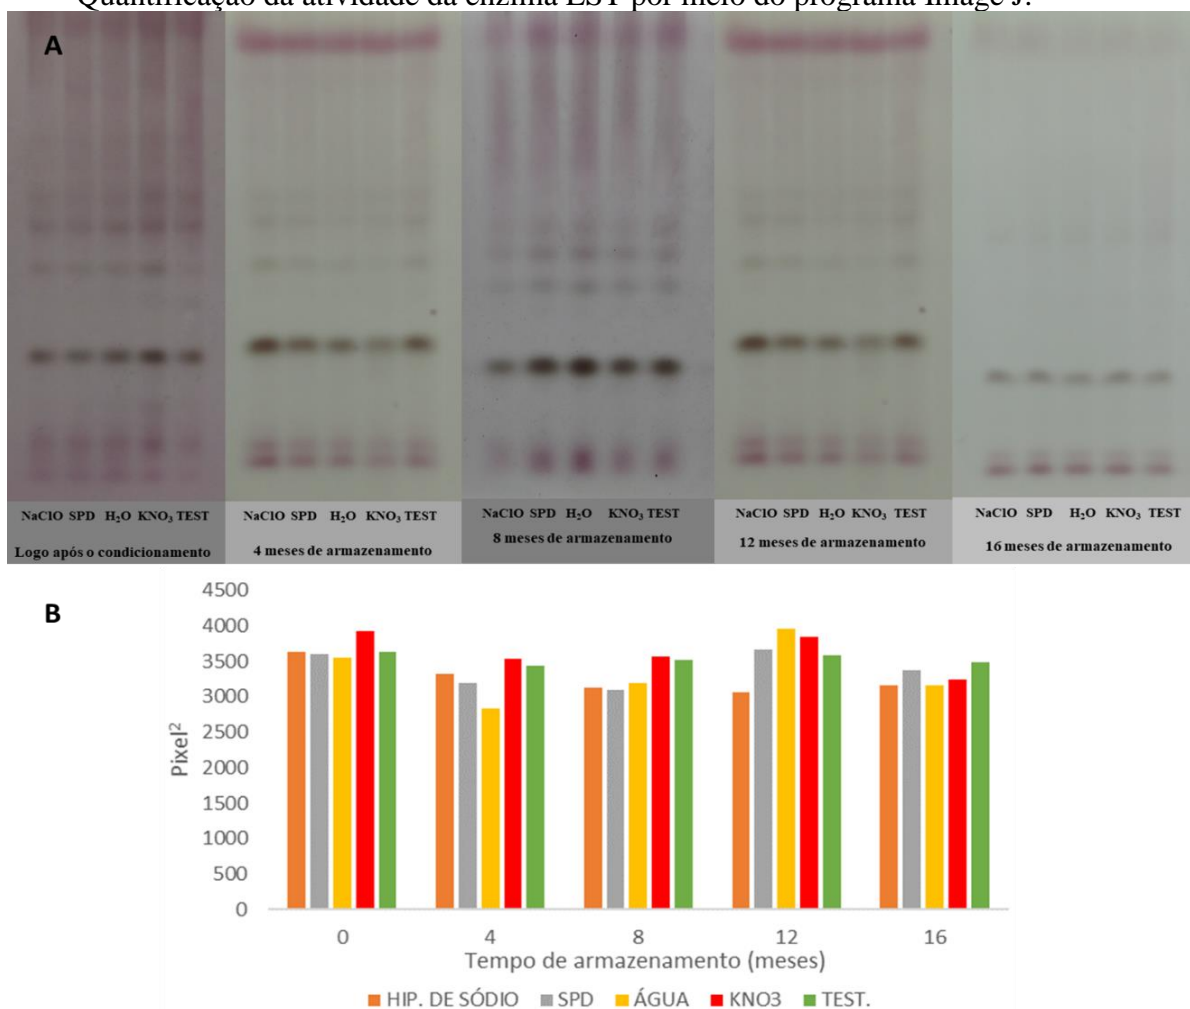 Quantificação da atividade da enzima EST por meio do programa Image J.
A
NaClO SPD H₂O KNO₃ TEST
Logo após o condicionamento
NaClO SPD H₂O KNO₃ TEST
4 meses de armazenamento
NaClO SPD H₂O KNO₃ TEST
8 meses de armazenamento
NaClO SPD H₂O KNO₃ TEST
12 meses de armazenamento
NaClO SPD H₂O KNO₃ TEST
16 meses de armazenamento
B
Pixel²
4500
4000
3500
3000
2500
2000
1500
1000
500
0
0 4 8 12 16
Tempo de armazenamento (meses)
HIP. DE SÓDIO SPD ÁGUA KNO3 TEST.